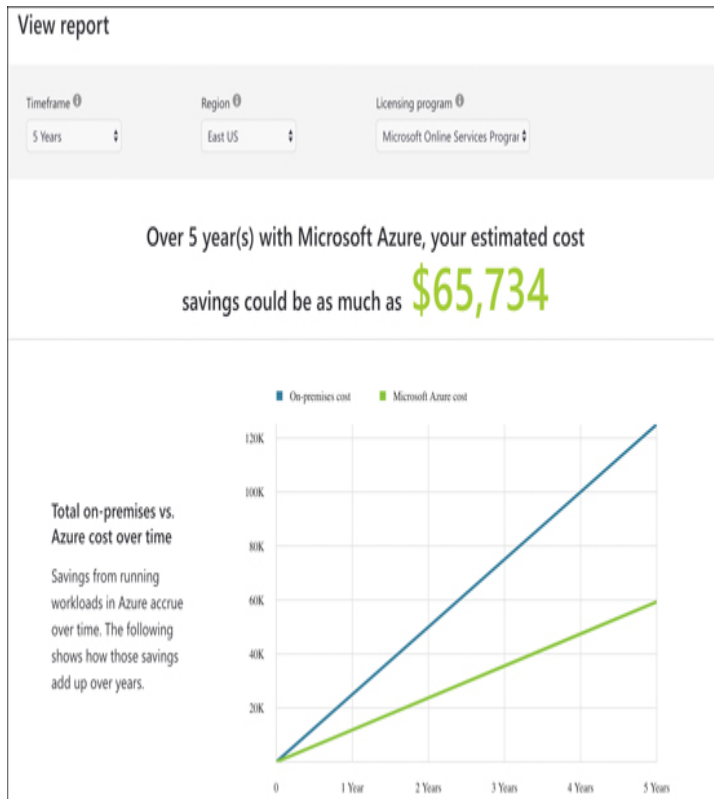 View report
Timeframe
Region
Licensing program
5 Years
East US
Microsoft Online Services Prograr
Over 5 year(s) with Microsoft Azure, your estimated cost
savings could be as much as $65,734
On-premises cost
Microsoft Azure cost
Total on-premises vs.
Azure cost over time
Savings from running
workloads in Azure accrue
over time. The following
shows how those savings
add up over years.
120K
100K
80K
60K
40K
20K
0
1 Year
2 Years
3 Years
4 Years
5 Years